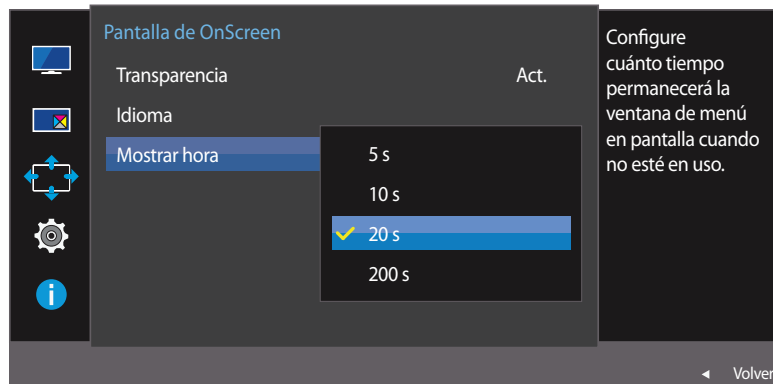 Pantalla de OnScreen
Transparencia Act.
Idioma
Mostrar hora
5 s
10 s
20 s
200 s
Configure
cuánto tiempo
permanecerá la
ventana de menú
en pantalla cuando
no esté en uso.
Volver